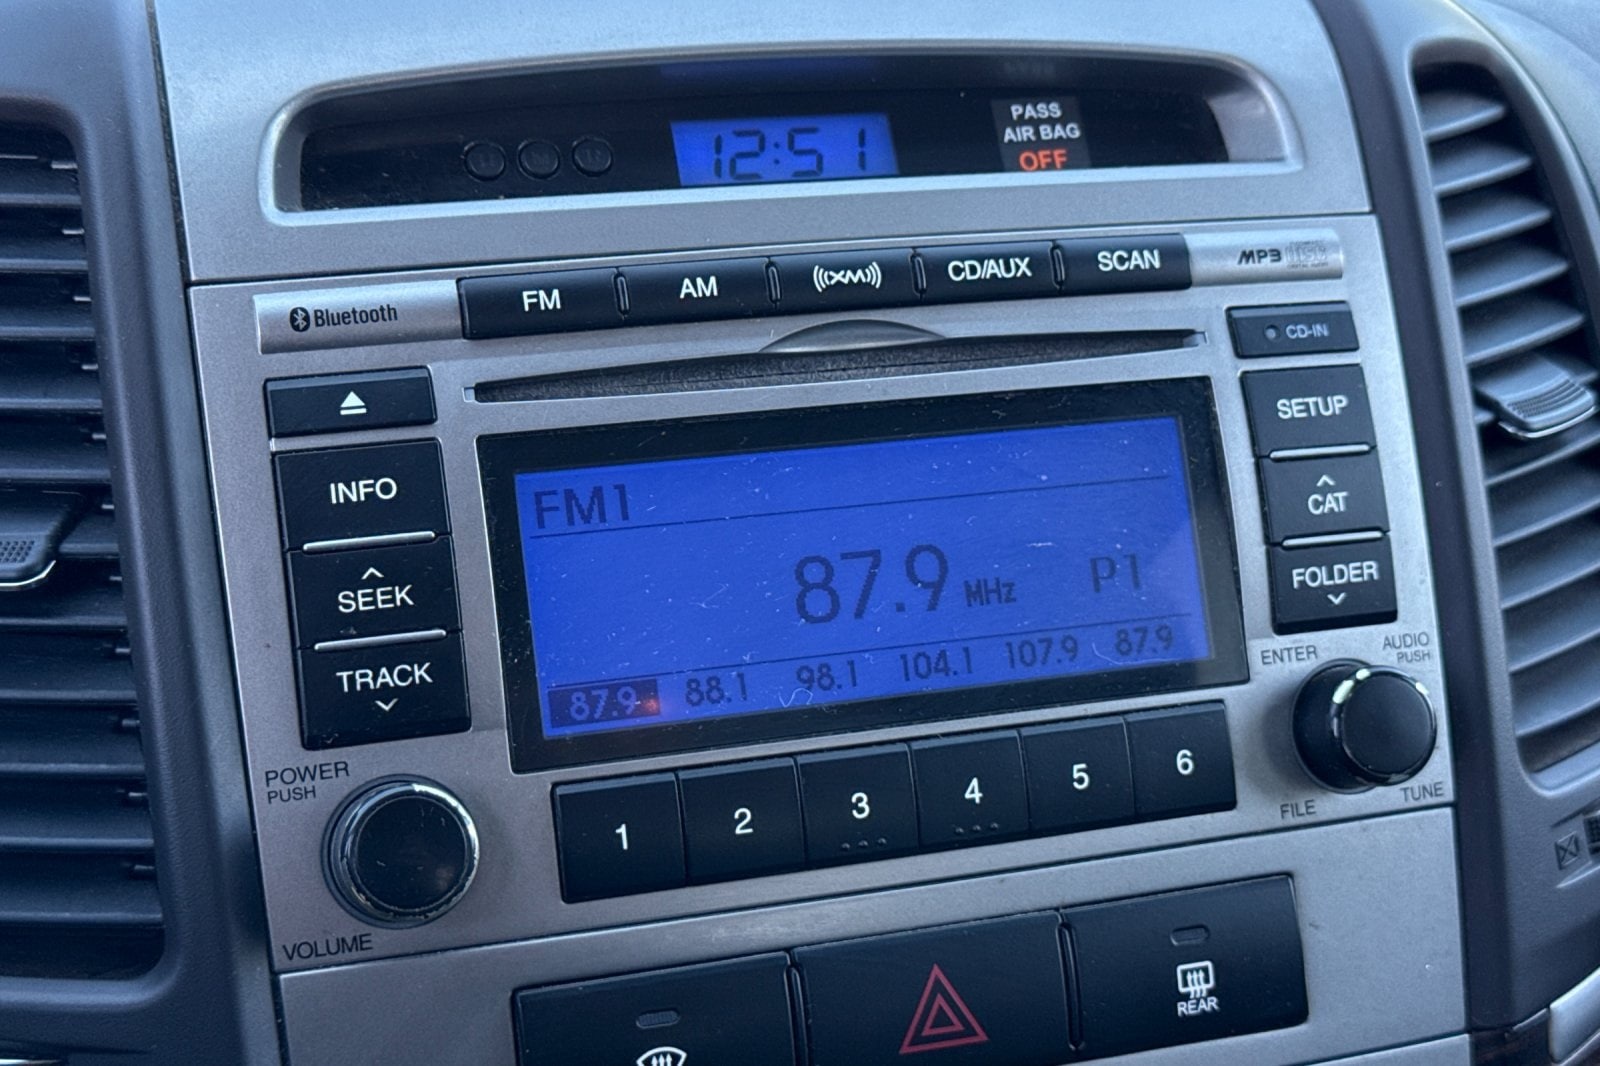 12:51
PASS
AIR BAG
OFF
Bluetooth
FM
AM
((XM))
CD/AUX
SCAN
MP3
CD-IN
INFO
SEEK
TRACK
FM1
87.9 MHz P1
87.9 88.1 98.1 104.1 107.9 87.9
SETUP
CAT
FOLDER
POWER
PUSH
VOLUME
1 2 3 4 5 6
ENTER
AUDIO
PUSH
FILE
TUNE
REAR